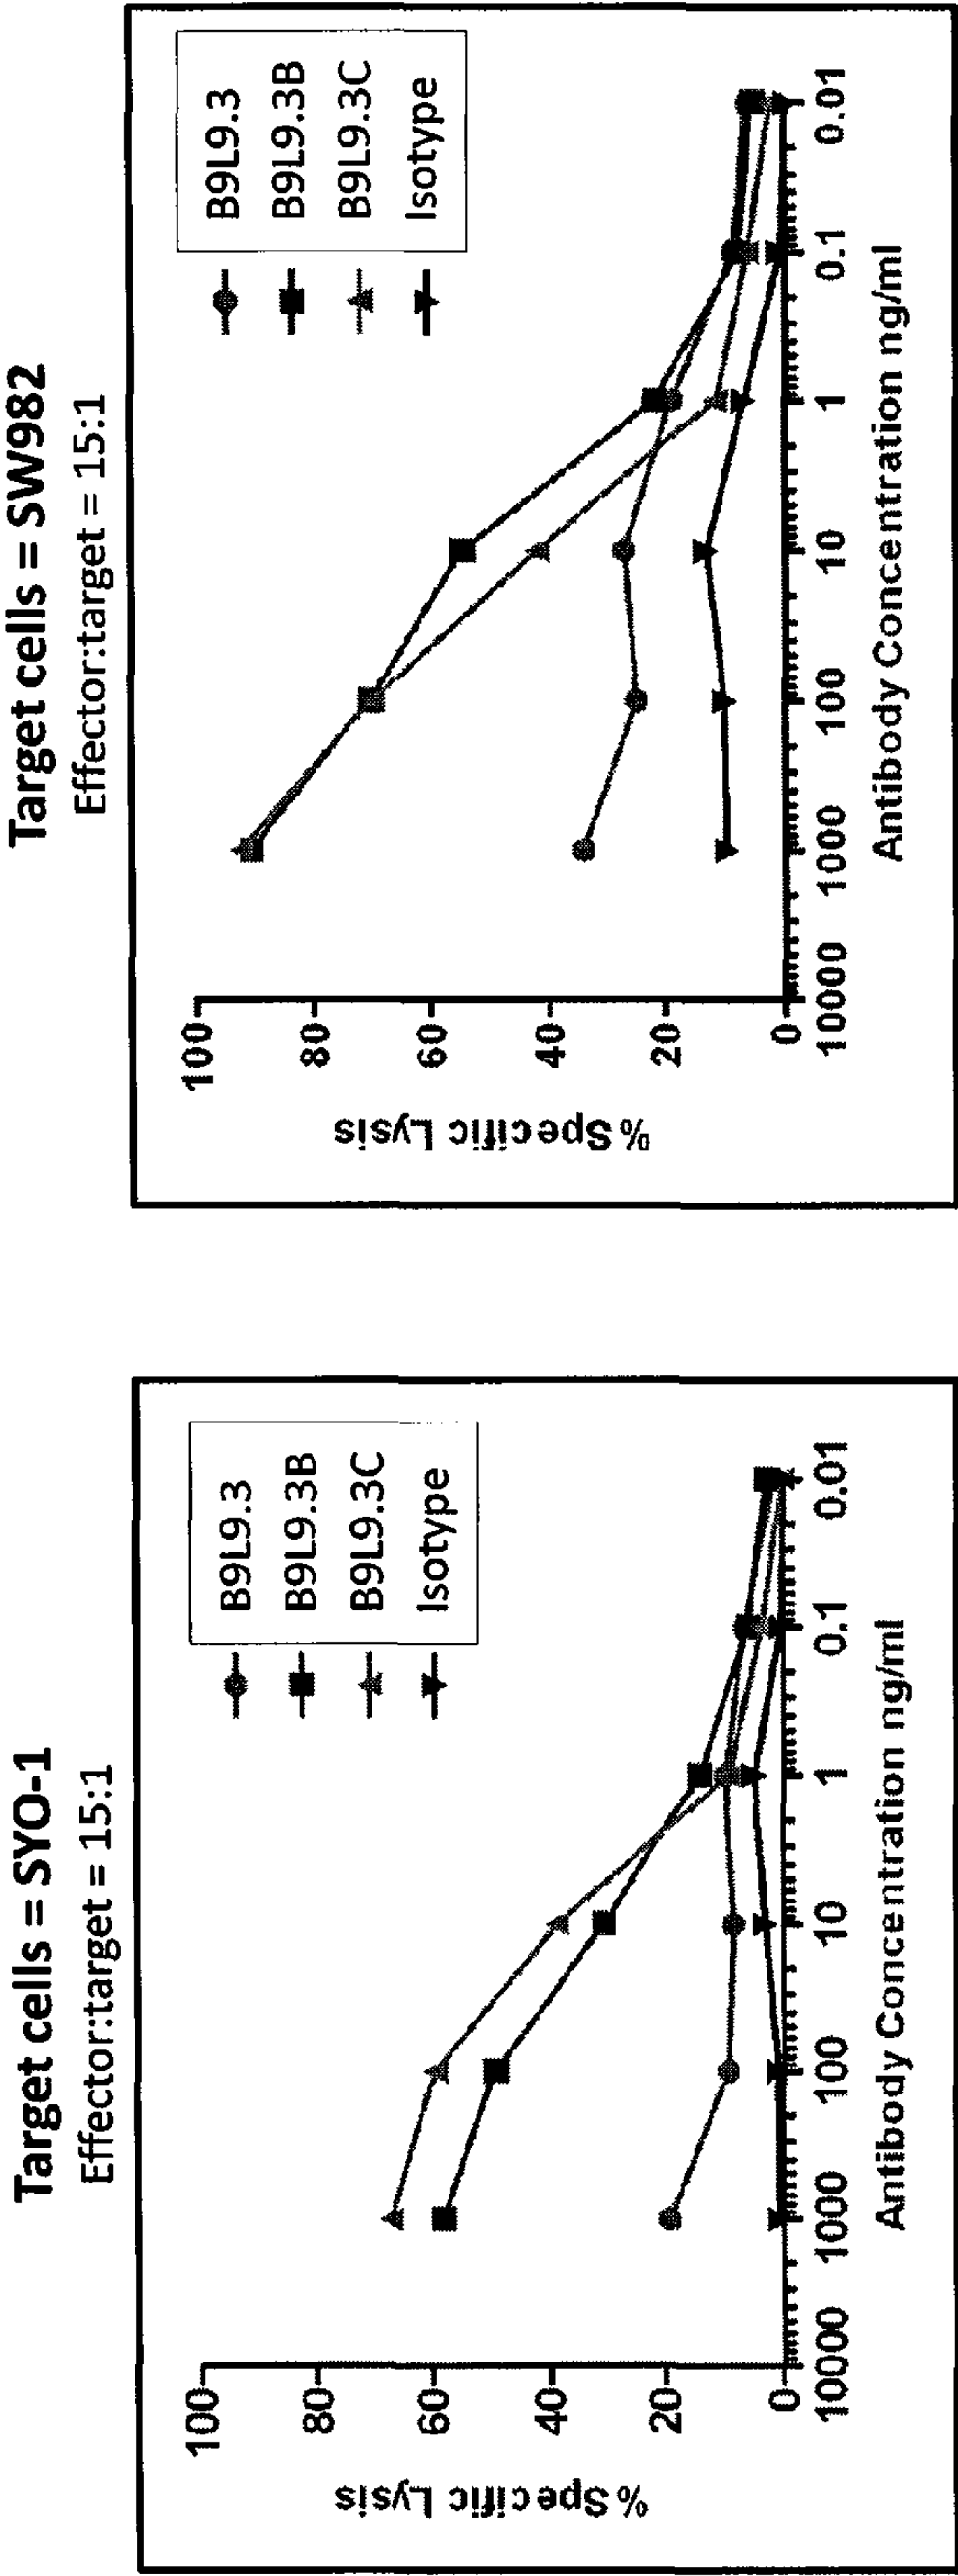 Target cells = SYO-1
Effector:target = 15:1
B9L9.3
B9L9.3B
B9L9.3C
Isotype
100
80
60
40
20
0
% Specific Lysis
10000 1000 100 10 1 0.1 0.01
Antibody Concentration ng/ml
Target cells = SW982
Effector:target = 15:1
B9L9.3
B9L9.3B
B9L9.3C
Isotype
100
80
60
40
20
0
% Specific Lysis
10000 1000 100 10 1 0.1 0.01
Antibody Concentration ng/ml